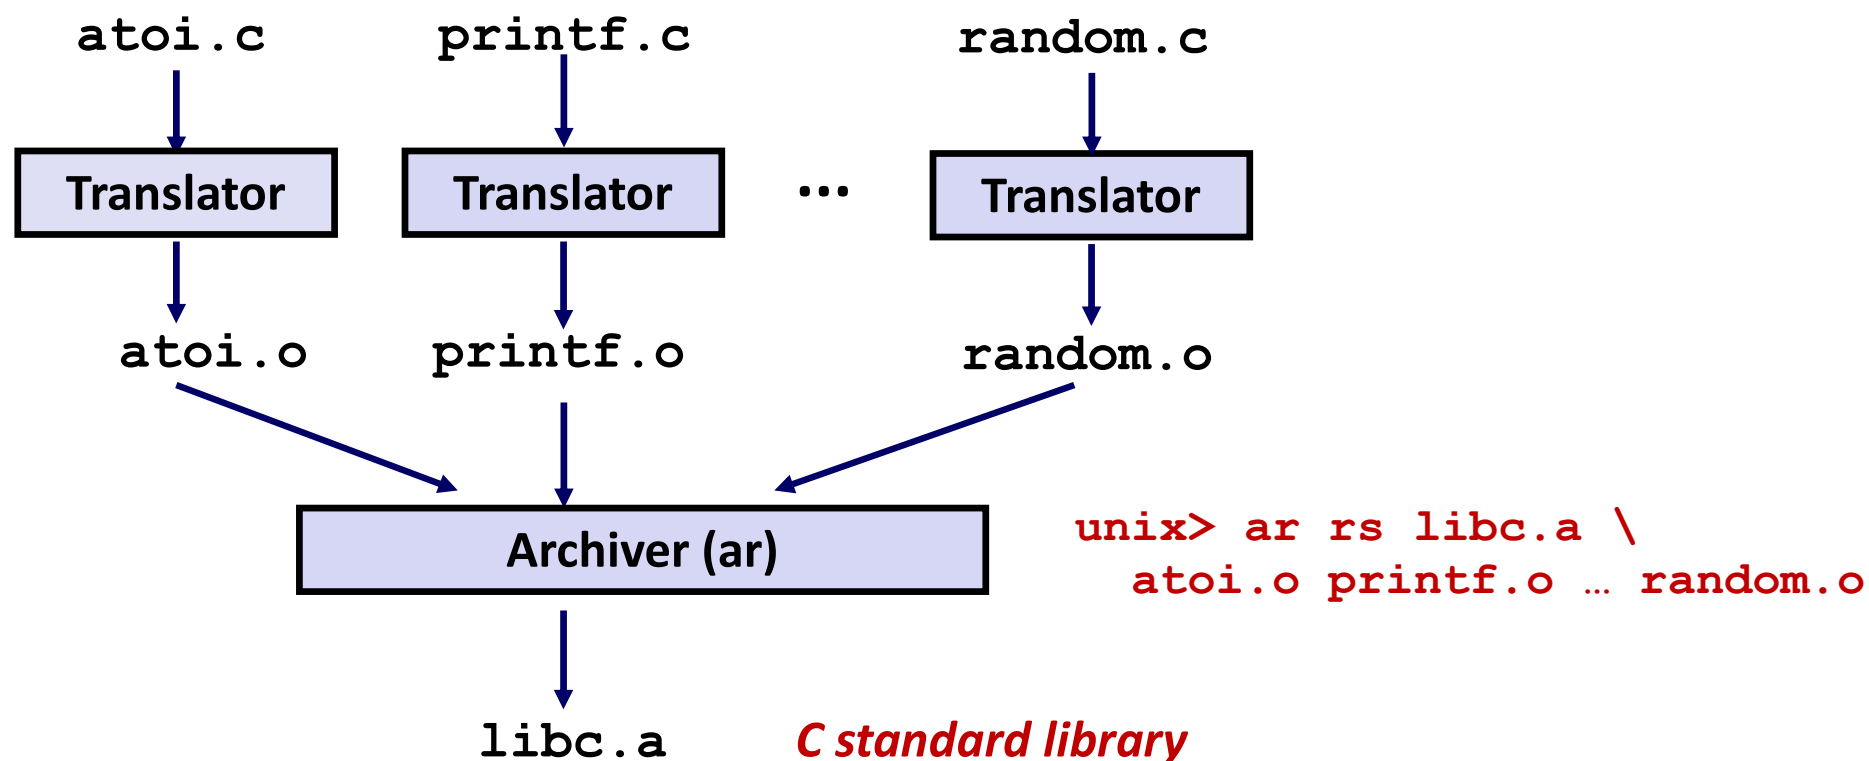 atoi.c printf.c random.c
Translator Translator ... Translator
atoi.o printf.o random.o
unix> ar rs libc.a \
Archiver (ar)
atoi.o printf.o … random.o
libc.a C standard library